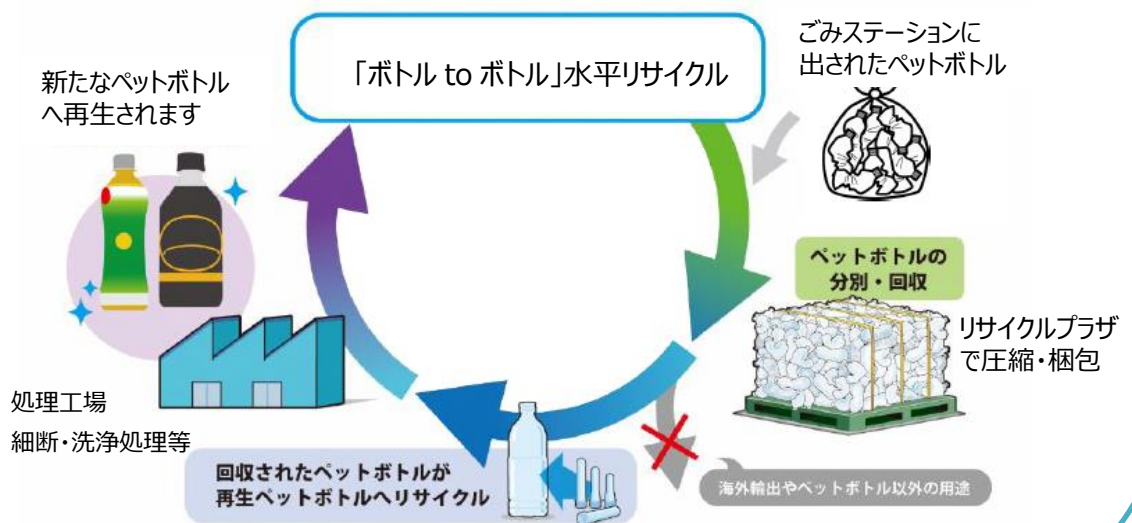 「ボトル to ボトル」水平リサイクル
ごみステーションに
出されたペットボトル
新たなペットボトル
へ再生されます
ペットボトルの
分別・回収
リサイクルプラザ
で圧縮・梱包
処理工場
細断・洗浄処理等
回収されたペットボトルが
再生ペットボトルへリサイクル
海外輸出やペットボトル以外の用途